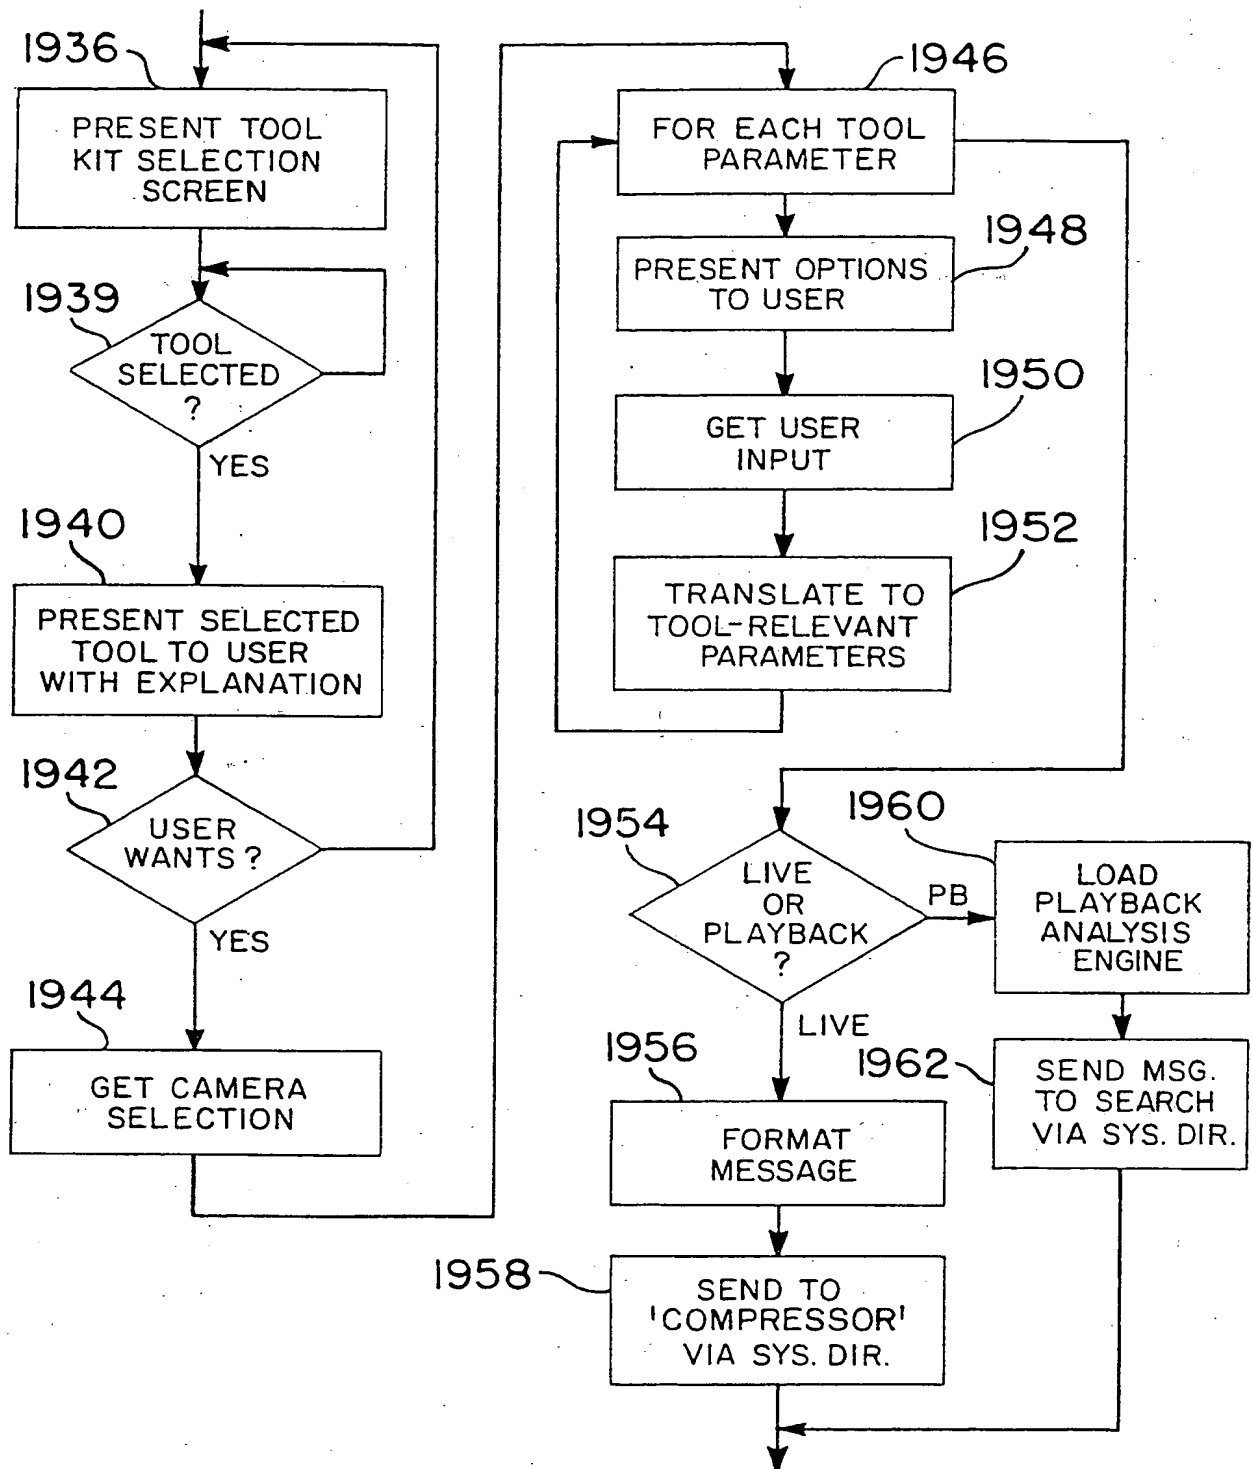 1936
PRESENT TOOL
KIT SELECTION
SCREEN
1939
TOOL
SELECTED
?
YES
1940
PRESENT SELECTED
TOOL TO USER
WITH EXPLANATION
1942
USER
WANTS?
YES
1944
GET CAMERA
SELECTION
1946
FOR EACH TOOL
PARAMETER
1948
PRESENT OPTIONS
TO USER
1950
GET USER
INPUT
1952
TRANSLATE TO
TOOL-RELEVANT
PARAMETERS
1954
LIVE
OR
PLAYBACK
?
PB
LIVE
1960
LOAD
PLAYBACK
ANALYSIS
ENGINE
1962
SEND MSG.
TO SEARCH
VIA SYS. DIR.
1956
FORMAT
MESSAGE
1958
SEND TO
'COMPRESSOR'
VIA SYS. DIR.